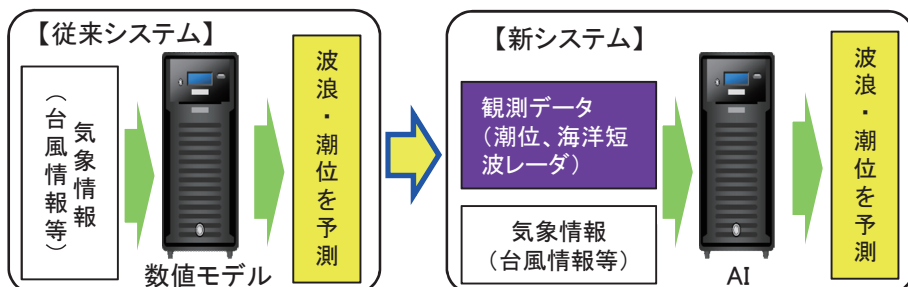 【従来システム】
気象情報
(台風情報等)
数値モデル
波浪・潮位を予測
【新システム】
観測データ
(潮位、海洋短
波レーダ)
気象情報
(台風情報等)
AI
波浪・潮位を予測